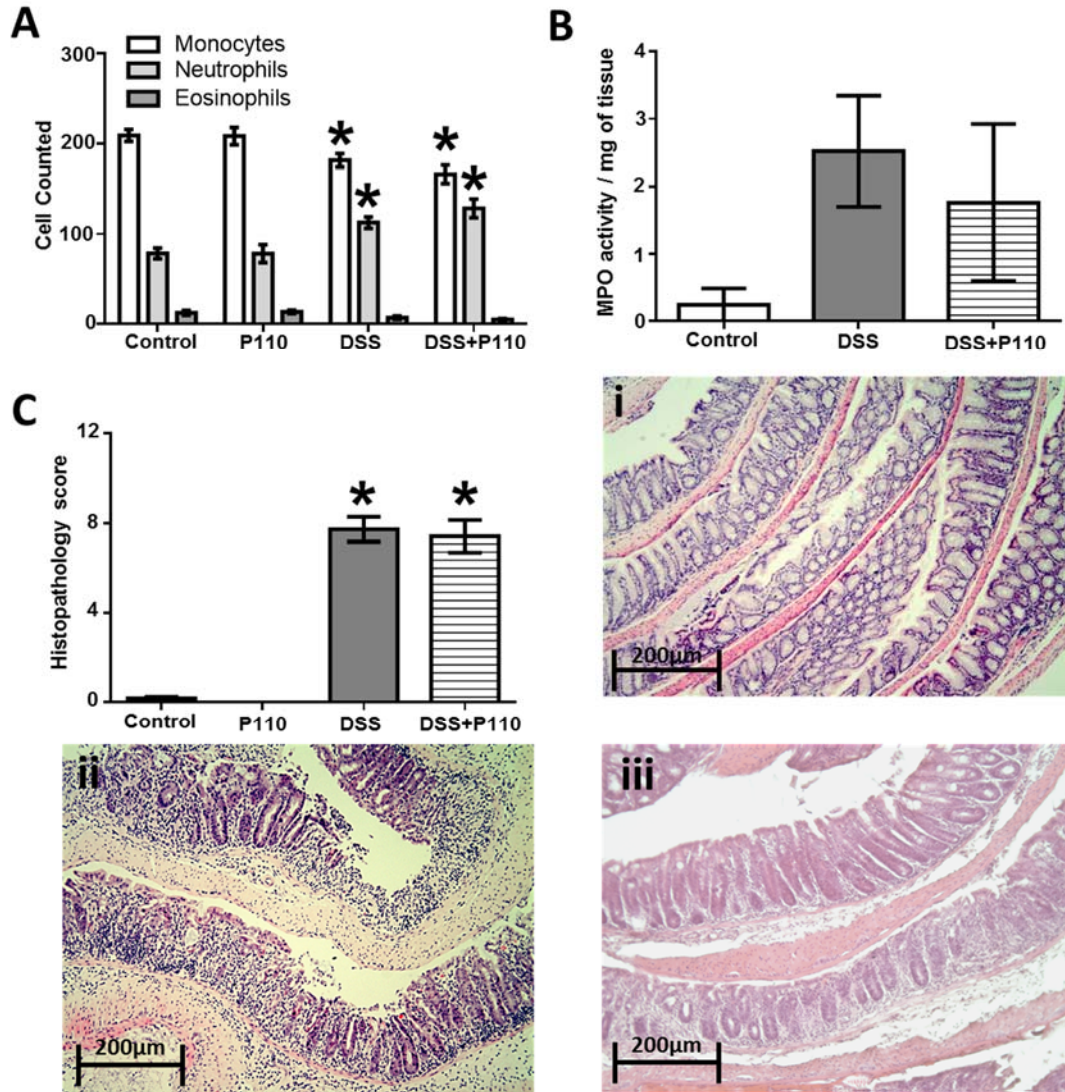 A
Monocytes
Neutrophils
Eosinophils
300
200
100
0
Cell Counted
*
*
*
*
Control
P110
DSS
DSS+P110
B
4
3
2
1
0
MPO activity / mg of tissue
Control
DSS
DSS+P110
C
12
8
4
0
Histopathology score
*
*
Control
P110
DSS
DSS+P110
i
200µm
ii
200µm
iii
200µm